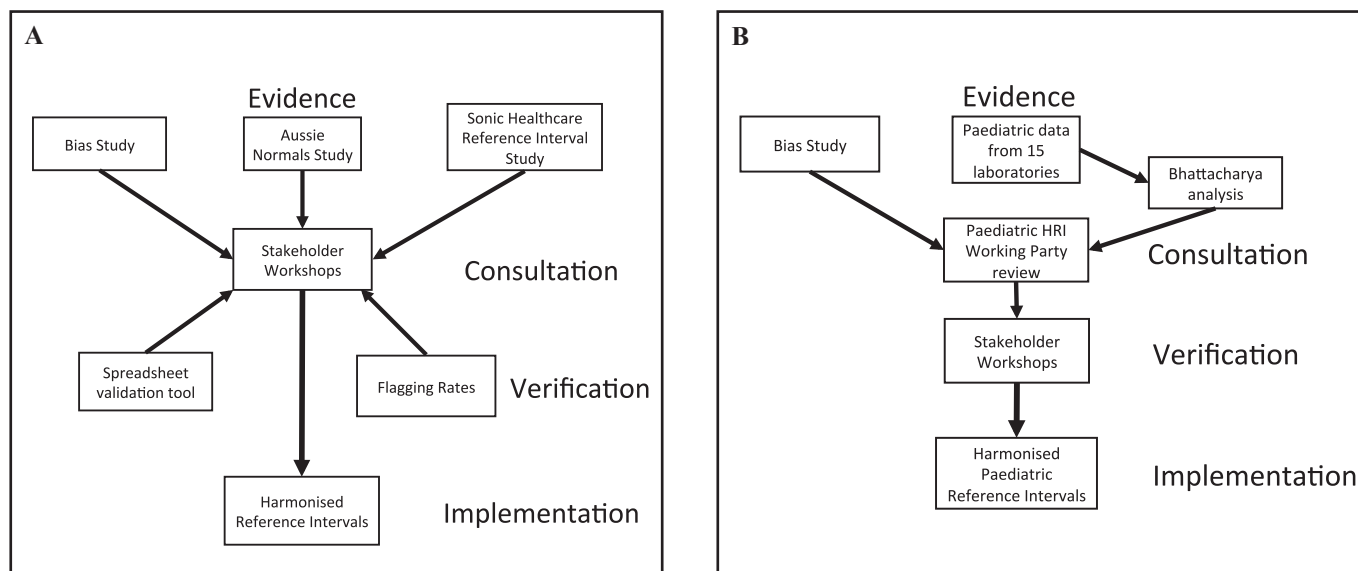 A
Evidence
Bias Study
Aussie
Normals Study
Sonic Healthcare
Reference Interval
Study
Stakeholder
Workshops
Consultation
Spreadsheet
validation tool
Flagging Rates
Verification
Harmonised
Reference Intervals
Implementation
B
Evidence
Bias Study
Paediatric data
from 15
laboratories
Bhattacharya
analysis
Paediatric HRI
Working Party
review
Consultation
Stakeholder
Workshops
Verification
Harmonised
Paediatric
Reference Intervals
Implementation